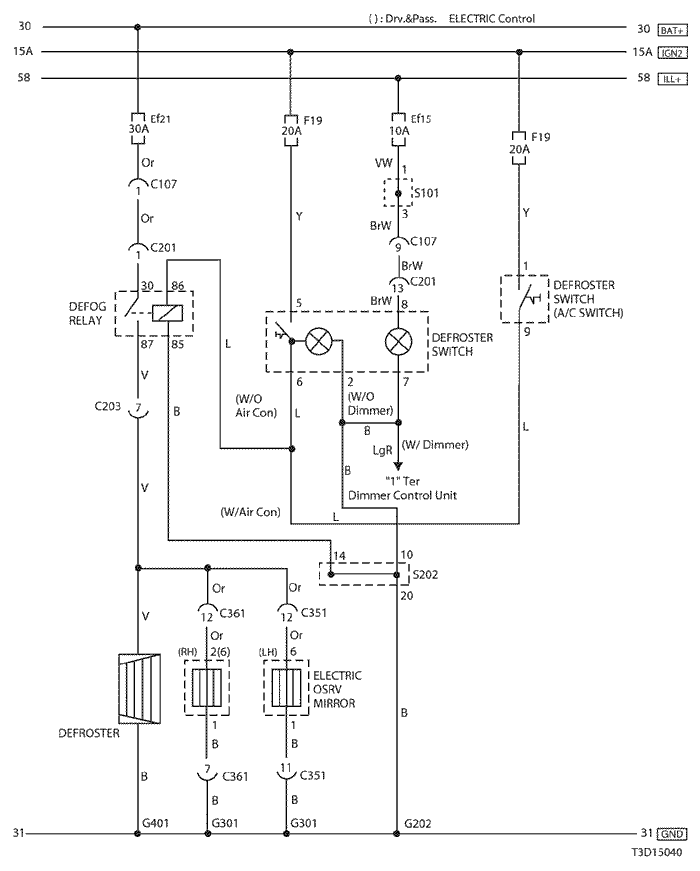 ( ) : Drv.&Pass. ELECTRIC Control
30 30 BAT+
15A 15A IGN2
58 58 ILL+
Ef21
30A
F19
20A
Ef15
10A
F19
20A
Or
VW 1
C107
1
S101
Y
3
Y
Or
BrW
C107
9
C201
1
BrW
C201
13
1
30 86
BrW 8
5
DEFOG
RELAY
DEFROSTER
SWITCH
(A/C SWITCH)
DEFROSTER
SWITCH
87 85
L
9
6 2 7
V
(W/O
Air Con)
(W/O
Dimmer)
C203 7
B
L
L
B
LgR (W/ Dimmer)
B
"1" Ter
Dimmer Control Unit
V
(W/Air Con)
L
14 10
S202
20
Or Or
12 C361
12 C351
V
Or Or
(RH) 2(6)
(LH) 6
ELECTRIC
OSRV
MIRROR
DEFROSTER
1 1
B
B B
7 C361
11 C351
B
B B
G401 G301 G301 G202
31 31 GND
T3D15040